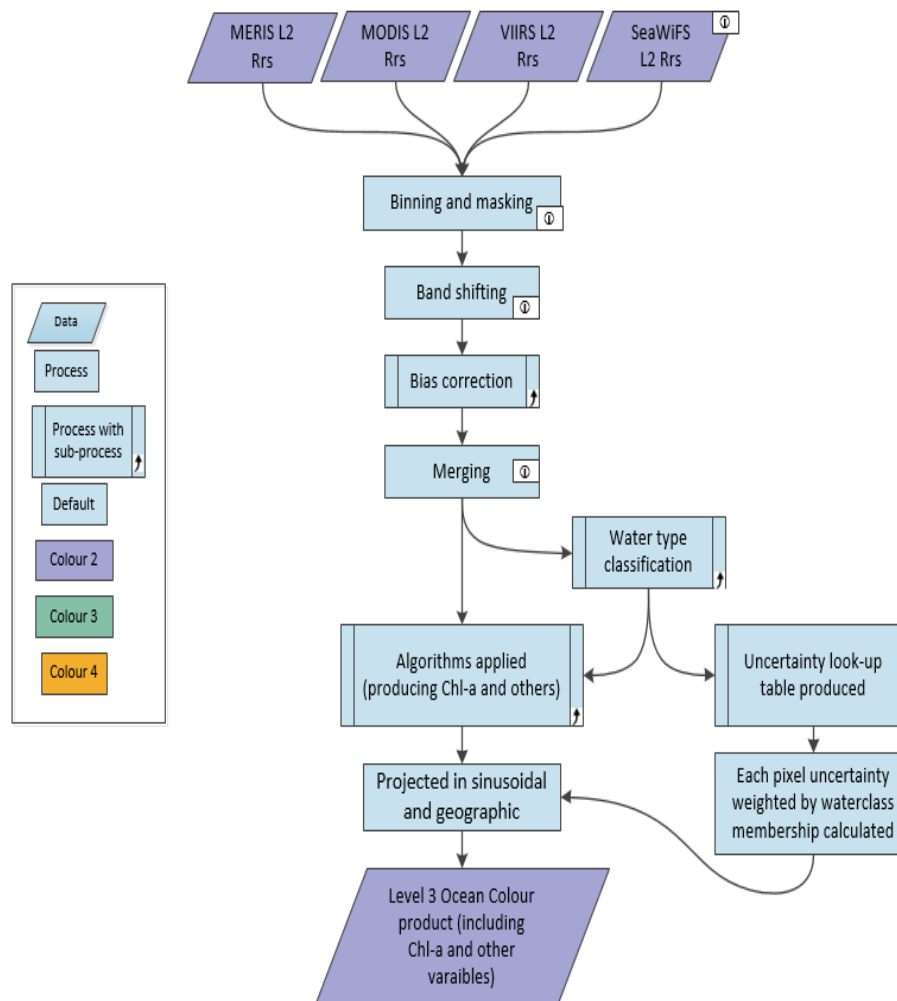 MERIS L2
Rrs
MODIS L2
Rrs
VIIRS L2
Rrs
SeaWiFS
L2 Rrs
Binning and masking
Band shifting
Bias correction
Merging
Water type
classification
Algorithms applied
(producing Chl-a and others)
Uncertainty look-up
table produced
Projected in sinusoidal
and geographic
Each pixel uncertainty
weighted by waterclass
membership calculated
Level 3 Ocean Colour
product (including
Chl-a and other
varaibles)
Data
Process
Process with
sub-process
Default
Colour 2
Colour 3
Colour 4